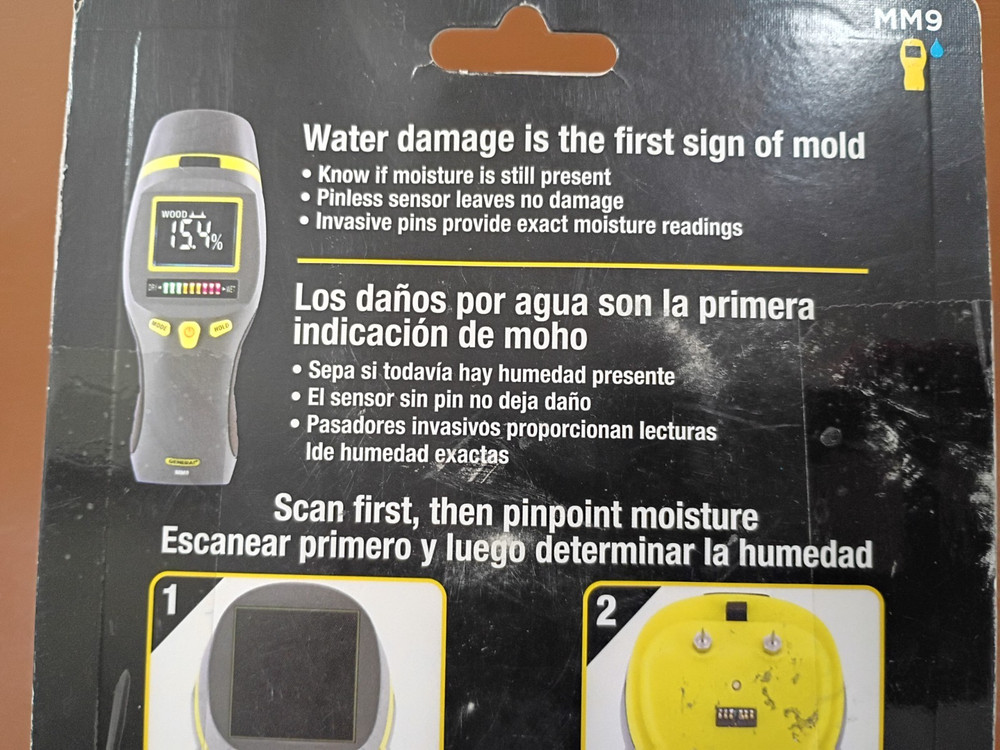 MM9
Water damage is the first sign of mold
• Know if moisture is still present
• Pinless sensor leaves no damage
• Invasive pins provide exact moisture readings
WOOD
15.4%
DRY WET
MODE HOLD
GENERAL
Los daños por agua son la primera
indicación de moho
• Sepa si todavía hay humedad presente
• El sensor sin pin no deja daño
• Pasadores invasivos proporcionan lecturas
Ide humedad exactas
Scan first, then pinpoint moisture
Escanear primero y luego determinar la humedad
1
2